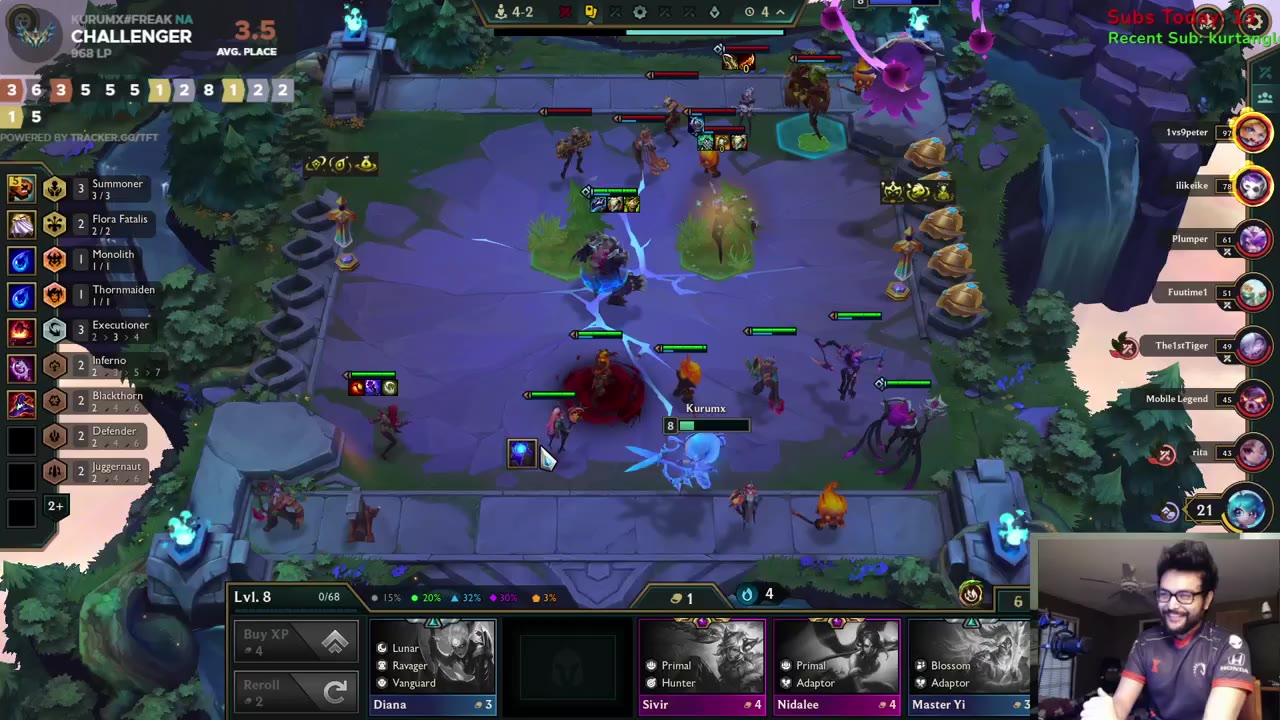 KURUMX#FREAK NA
CHALLENGER
968 LP
3.5
AVG. PLACE
3 6 3 5 5 5 1 2 8 1 2 2
1 5
POWERED BY TRACKER.GG/TFT
4-2
4
8
Subs Today: 13
Recent Sub: kurtangl
3 Summoner
3 / 3
2 Flora Fatalis
2 / 2
1 Monolith
1 / 1
1 Thornmaiden
1 / 1
3 Executioner
2 > 3 > 4
2 Inferno
2 > 3 > 5 > 7
2 Blackthorn
2 4 6
2 Defender
2 4 6
2 Juggernaut
2 4 6
2+
1vs9peter 97
ilikeike 78
Plumper 61
Fuutime1 51
The1stTiger 49
Mobile Legend 45
rita 43
21
Kurumx
8
Lvl. 8 0/68
15% 20% 32% 30% 3%
1
4
6
Buy XP
4
Reroll
2
Lunar
Ravager
Vanguard
Diana 3
Primal
Hunter
Sivir 4
Primal
Adaptor
Nidalee 4
Blossom
Adaptor
Master Yi 3
HONDA